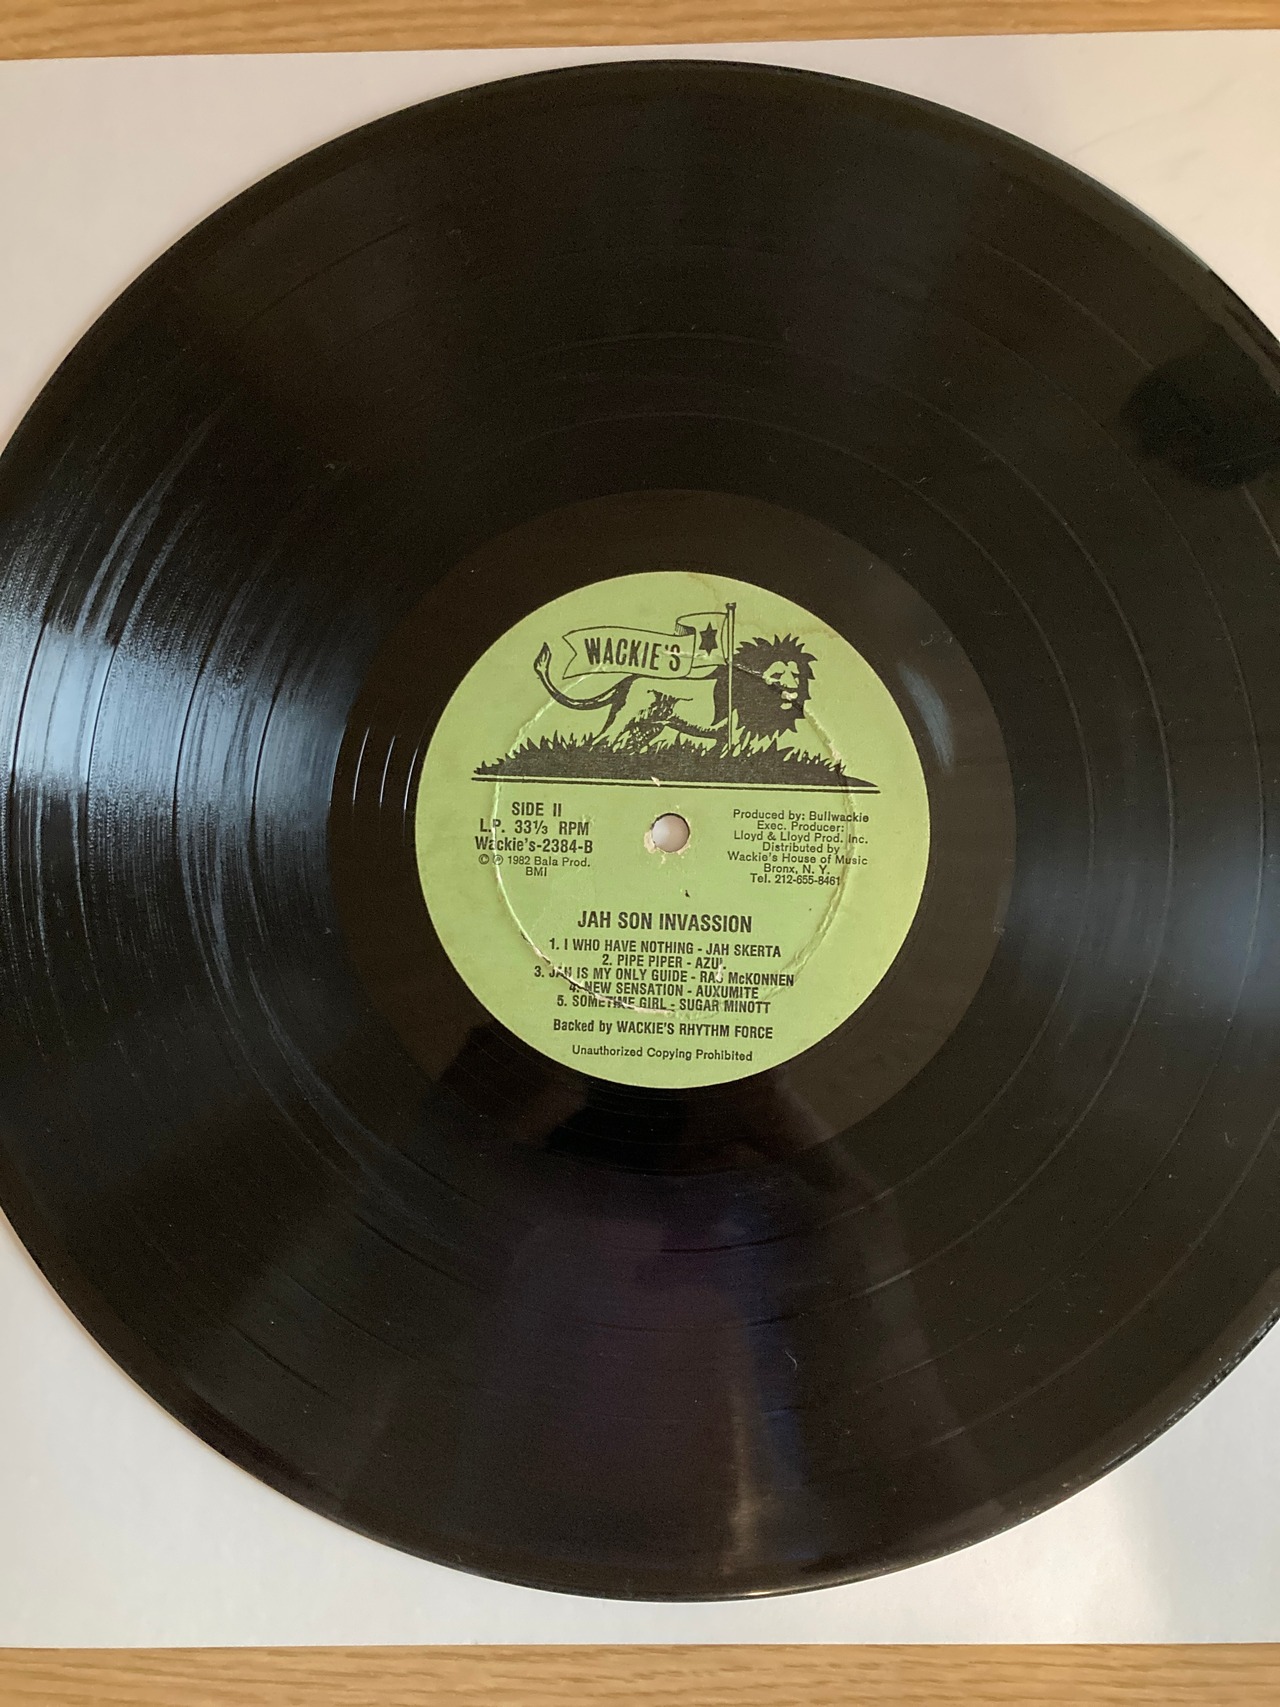 WACKIE'S
SIDE II
L.P. 33⅓ RPM
Wackie's-2384-B
© ℗ 1982 Bala Prod.
BMI
Produced by: Bullwackie
Exec. Producer:
Lloyd & Lloyd Prod. Inc.
Distributed by
Wackie's House of Music
Bronx, N. Y.
Tel. 212-655-8461
JAH SON INVASSION
1. I WHO HAVE NOTHING - JAH SKERTA
2. PIPE PIPER - AZUL
3. JAH IS MY ONLY GUIDE - RAS McKONNEN
4. NEW SENSATION - AUXUMITE
5. SOMETIME GIRL - SUGAR MINOTT
Backed by WACKIE'S RHYTHM FORCE
Unauthorized Copying Prohibited